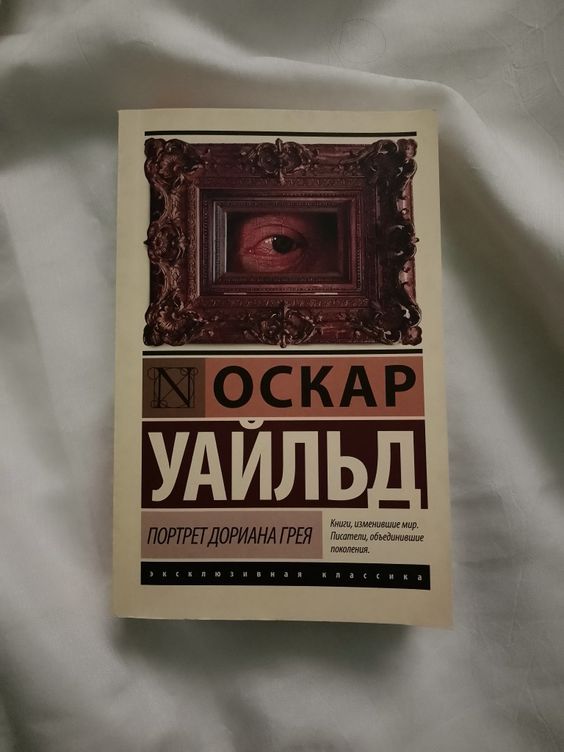 N
ОСКАР
УАЙЛЬД
ПОРТРЕТ ДОРИАНА ГРЕЯ
Книги, изменившие мир.
Писатели, объединившие
поколения.
эксклюзивная классика